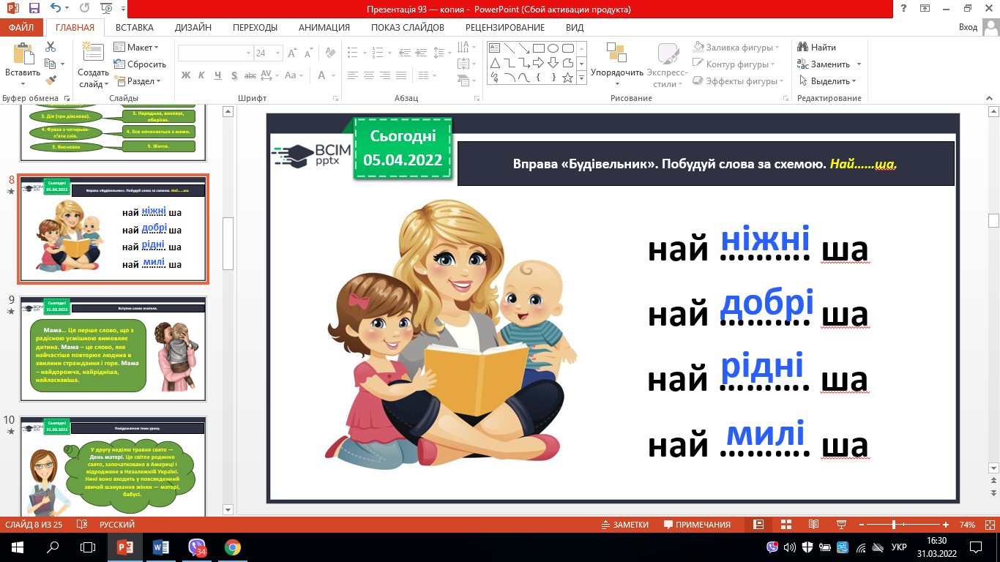 Презентація 93 — копия - PowerPoint (Сбой активации продукта)
ФАЙЛ ГЛАВНАЯ ВСТАВКА ДИЗАЙН ПЕРЕХОДЫ АНИМАЦИЯ ПОКАЗ СЛАЙДОВ РЕЦЕНЗИРОВАНИЕ ВИД Вход
Вставить
Создать слайд
Макет
Сбросить
Раздел
24
Ж К Ч S abc AV Aa A
Упорядочить
Экспресс-стили
Заливка фигуры
Контур фигуры
Эффекты фигуры
Найти
Заменить
Выделить
Буфер обмена Слайды Шрифт Абзац Рисование Редактирование
3. Дія (три дієслова).
3. Народила, виховує, оберігає.
4. Фраза з чотирьох-п'яти слів.
4. Все починається з мами.
5. Висновок
5. Життя.
8
Сьогодні
05.04.2022
Вправа «Будівельник». Побудуй слова за схемою. Най……ша.
най ніжні ………. ша
най добрі ………. ша
най рідні ………. ша
най милі ………. ша
9
Сьогодні
31.03.2022
Вступне слово вчителя.
Мама… Це перше слово, що з
радісною усмішкою вимовляє
дитина. Мама – це слово, яке
найчастіше повторює людина в
хвилини страждання і горя. Мама
– найдорожча, найрідніша,
найласкавіша.
10
Сьогодні
31.03.2022
Повідомлення теми уроку.
У другу неділю травня свято —
День матері. Це світле родинне
свято, започатковане в Америці і
відроджене в Незалежній Україні.
Нині воно входить у повсякденний
звичай шанування жінки — матері,
бабусі.
BCIM
pptx
Сьогодні
05.04.2022
Вправа «Будівельник». Побудуй слова за схемою. Най……ша.
най ніжні ………. ша
най добрі ………. ша
най рідні ………. ша
най милі ………. ша
СЛАЙД 8 ИЗ 25 РУССКИЙ ЗАМЕТКИ ПРИМЕЧАНИЯ 74%
34
УКР
16:30
31.03.2022